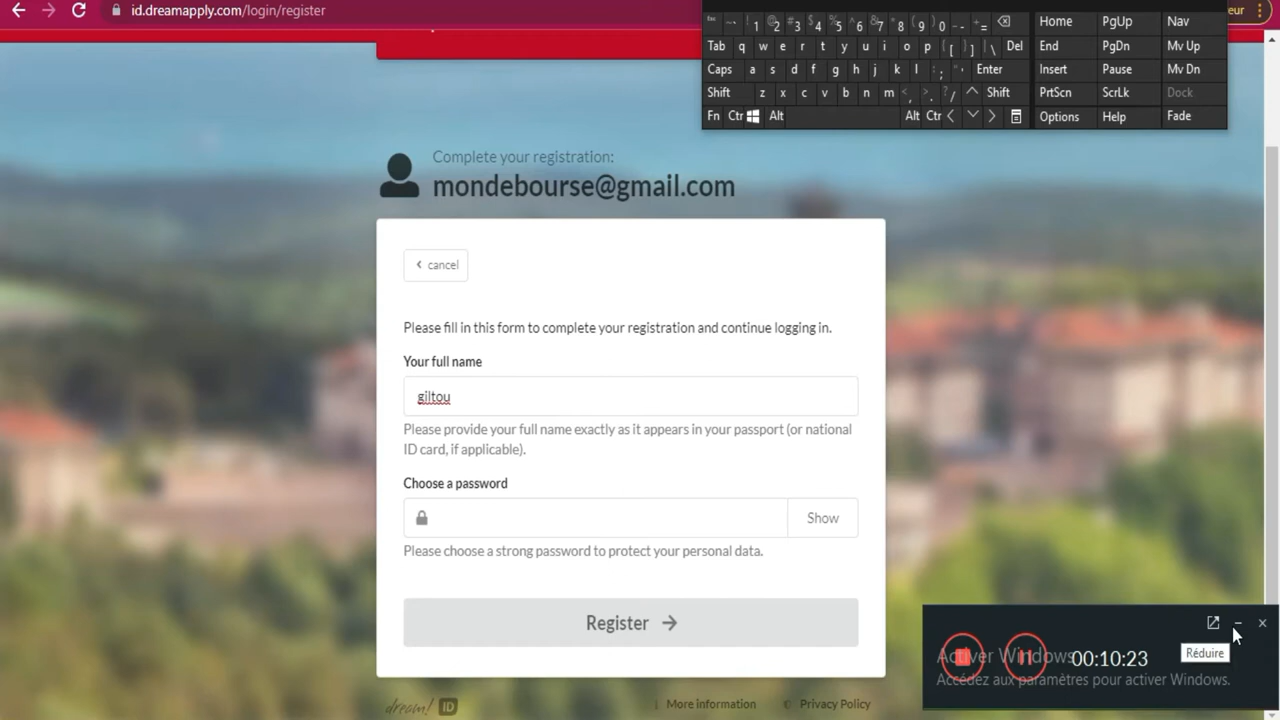 id.dreamapply.com/login/register
eur
Tab q w e r t y u i o p [ ] \ Del
Caps a s d f g h j k l ; ' Enter
Shift z x c v b n m , . / Shift
Fn Ctr Alt Alt Ctr
Home PgUp Nav
End PgDn Mv Up
Insert Pause Mv Dn
PrtScn ScrLk Dock
Options Help Fade
Complete your registration:
mondebourse@gmail.com
cancel
Please fill in this form to complete your registration and continue logging in.
Your full name
giltou
Please provide your full name exactly as it appears in your passport (or national
ID card, if applicable).
Choose a password
Show
Please choose a strong password to protect your personal data.
Register
dream! ID
More information
Privacy Policy
Activer Windows
00:10:23
Réduire
Accédez aux paramètres pour activer Windows.